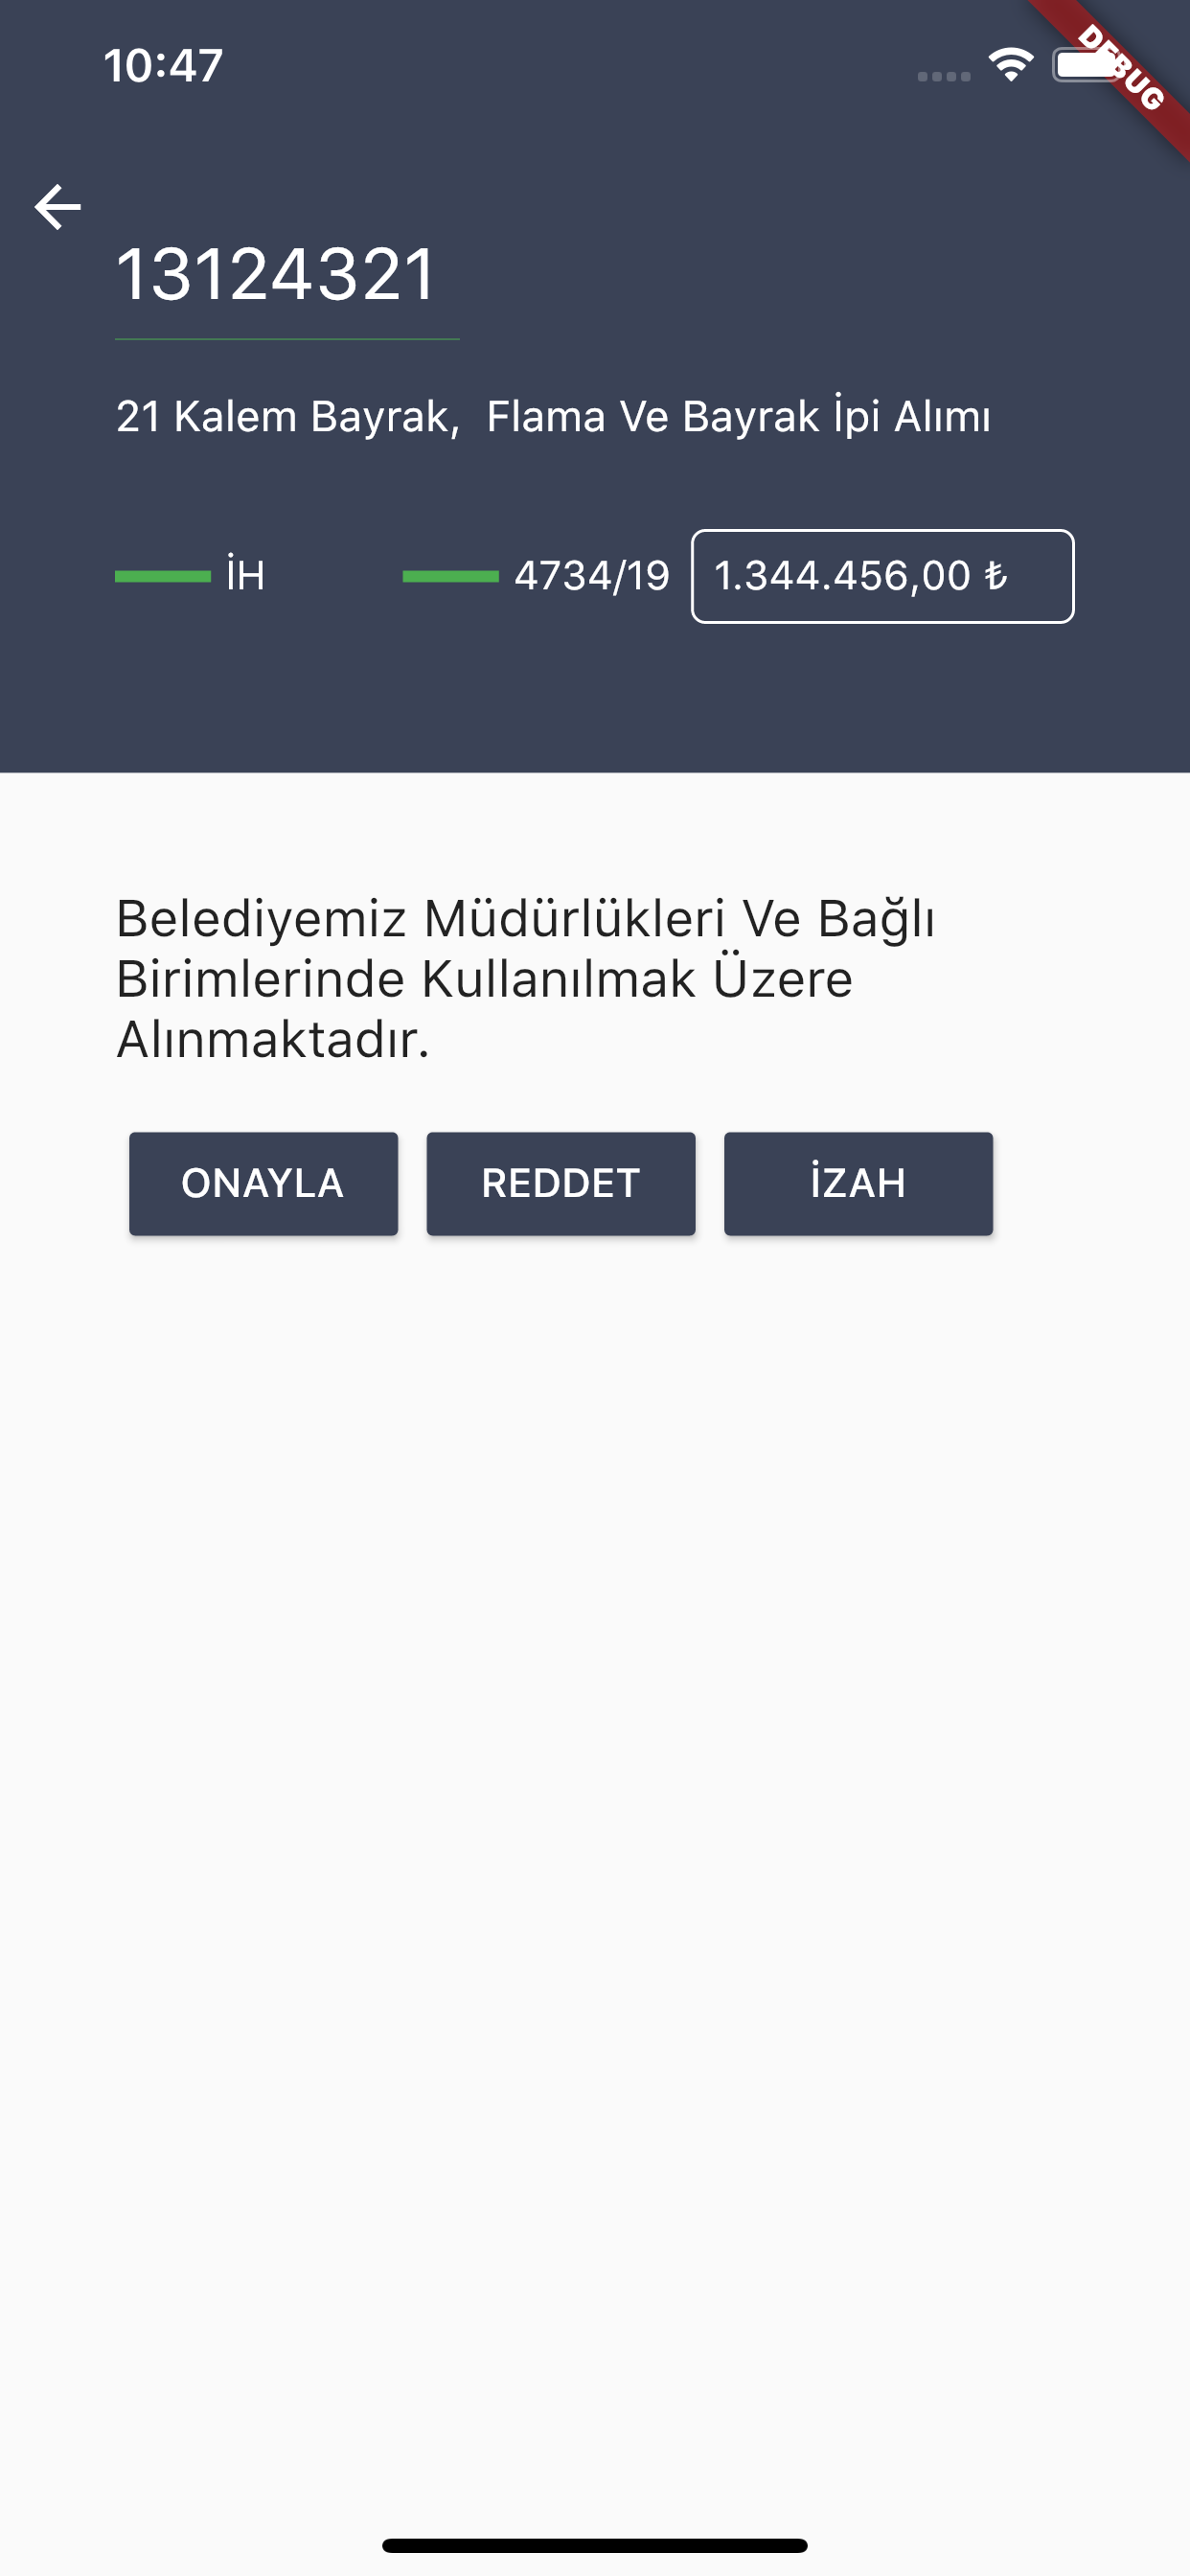 10:47
DEBUG
13124321
21 Kalem Bayrak,  Flama Ve Bayrak İpi Alımı
İH 4734/19 1.344.456,00 ₺
Belediyemiz Müdürlükleri Ve Bağlı
Birimlerinde Kullanılmak Üzere
Alınmaktadır.
ONAYLA REDDET İZAH